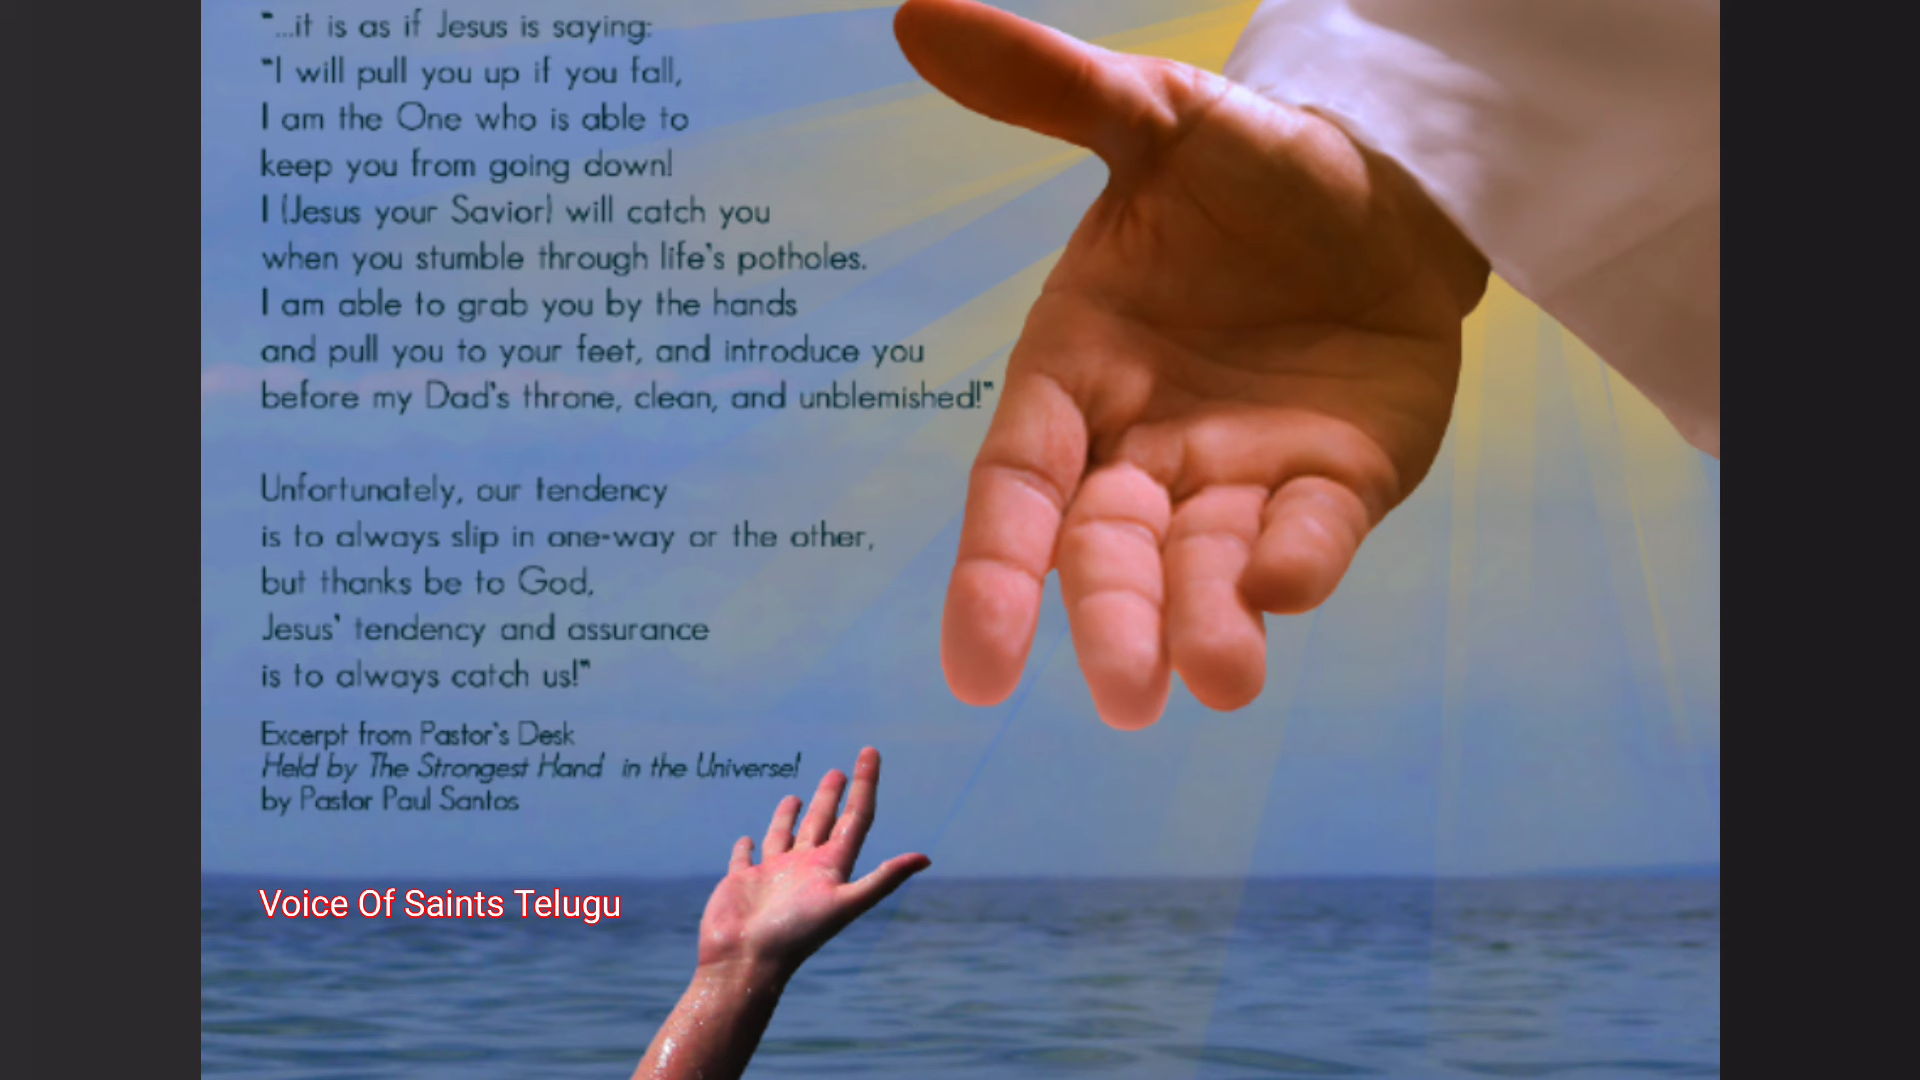 "...it is as if Jesus is saying:
"I will pull you up if you fall,
I am the One who is able to
keep you from going down!
I (Jesus your Savior) will catch you
when you stumble through life's potholes.
I am able to grab you by the hands
and pull you to your feet, and introduce you
before my Dad's throne, clean, and unblemished!"
Unfortunately, our tendency
is to always slip in one-way or the other,
but thanks be to God,
Jesus' tendency and assurance
is to always catch us!"
Excerpt from Pastor's Desk
Held by The Strongest Hand in the Universe!
by Pastor Paul Santos
Voice Of Saints Telugu